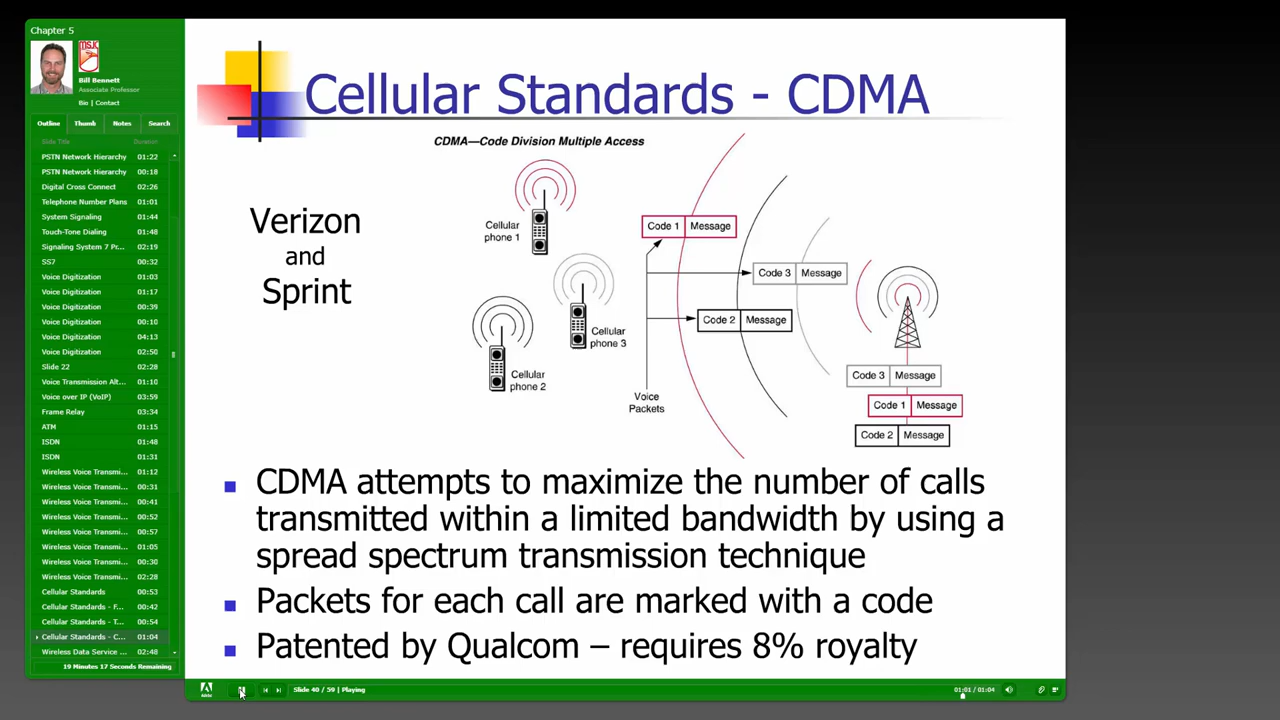 Chapter 5
MSJC
Bill Bennett
Associate Professor
Bio | Contact
Outline Thumb Notes Search
Slide Title Duration
PSTN Network Hierarchy 01:22
PSTN Network Hierarchy 00:18
Digital Cross Connect 02:26
Telephone Number Plans 01:01
System Signaling 01:44
Touch-Tone Dialing 01:48
Signaling System 7 Pr... 02:19
SS7 00:32
Voice Digitization 01:03
Voice Digitization 01:17
Voice Digitization 00:39
Voice Digitization 00:10
Voice Digitization 04:13
Voice Digitization 02:50
Slide 22 02:28
Voice Transmission Alt... 01:10
Voice over IP (VoIP) 03:59
Frame Relay 03:34
ATM 01:15
ISDN 01:48
ISDN 01:31
Wireless Voice Transmi... 01:12
Wireless Voice Transmi... 00:31
Wireless Voice Transmi... 00:41
Wireless Voice Transmi... 00:52
Wireless Voice Transmi... 00:57
Wireless Voice Transmi... 01:05
Wireless Voice Transmi... 00:30
Wireless Voice Transmi... 02:28
Cellular Standards 00:53
Cellular Standards - F... 00:42
Cellular Standards - T... 00:54
Cellular Standards - C... 01:04
Wireless Data Service ... 02:48
19 Minutes 17 Seconds Remaining
Cellular Standards - CDMA
CDMA—Code Division Multiple Access
Verizon
and
Sprint
Cellular
phone 1
Cellular
phone 3
Cellular
phone 2
Code 1 Message
Code 3 Message
Code 2 Message
Voice
Packets
Code 3 Message
Code 1 Message
Code 2 Message
CDMA attempts to maximize the number of calls
transmitted within a limited bandwidth by using a
spread spectrum transmission technique
Packets for each call are marked with a code
Patented by Qualcom – requires 8% royalty
Slide 40 / 59 | Playing
01:01 / 01:04